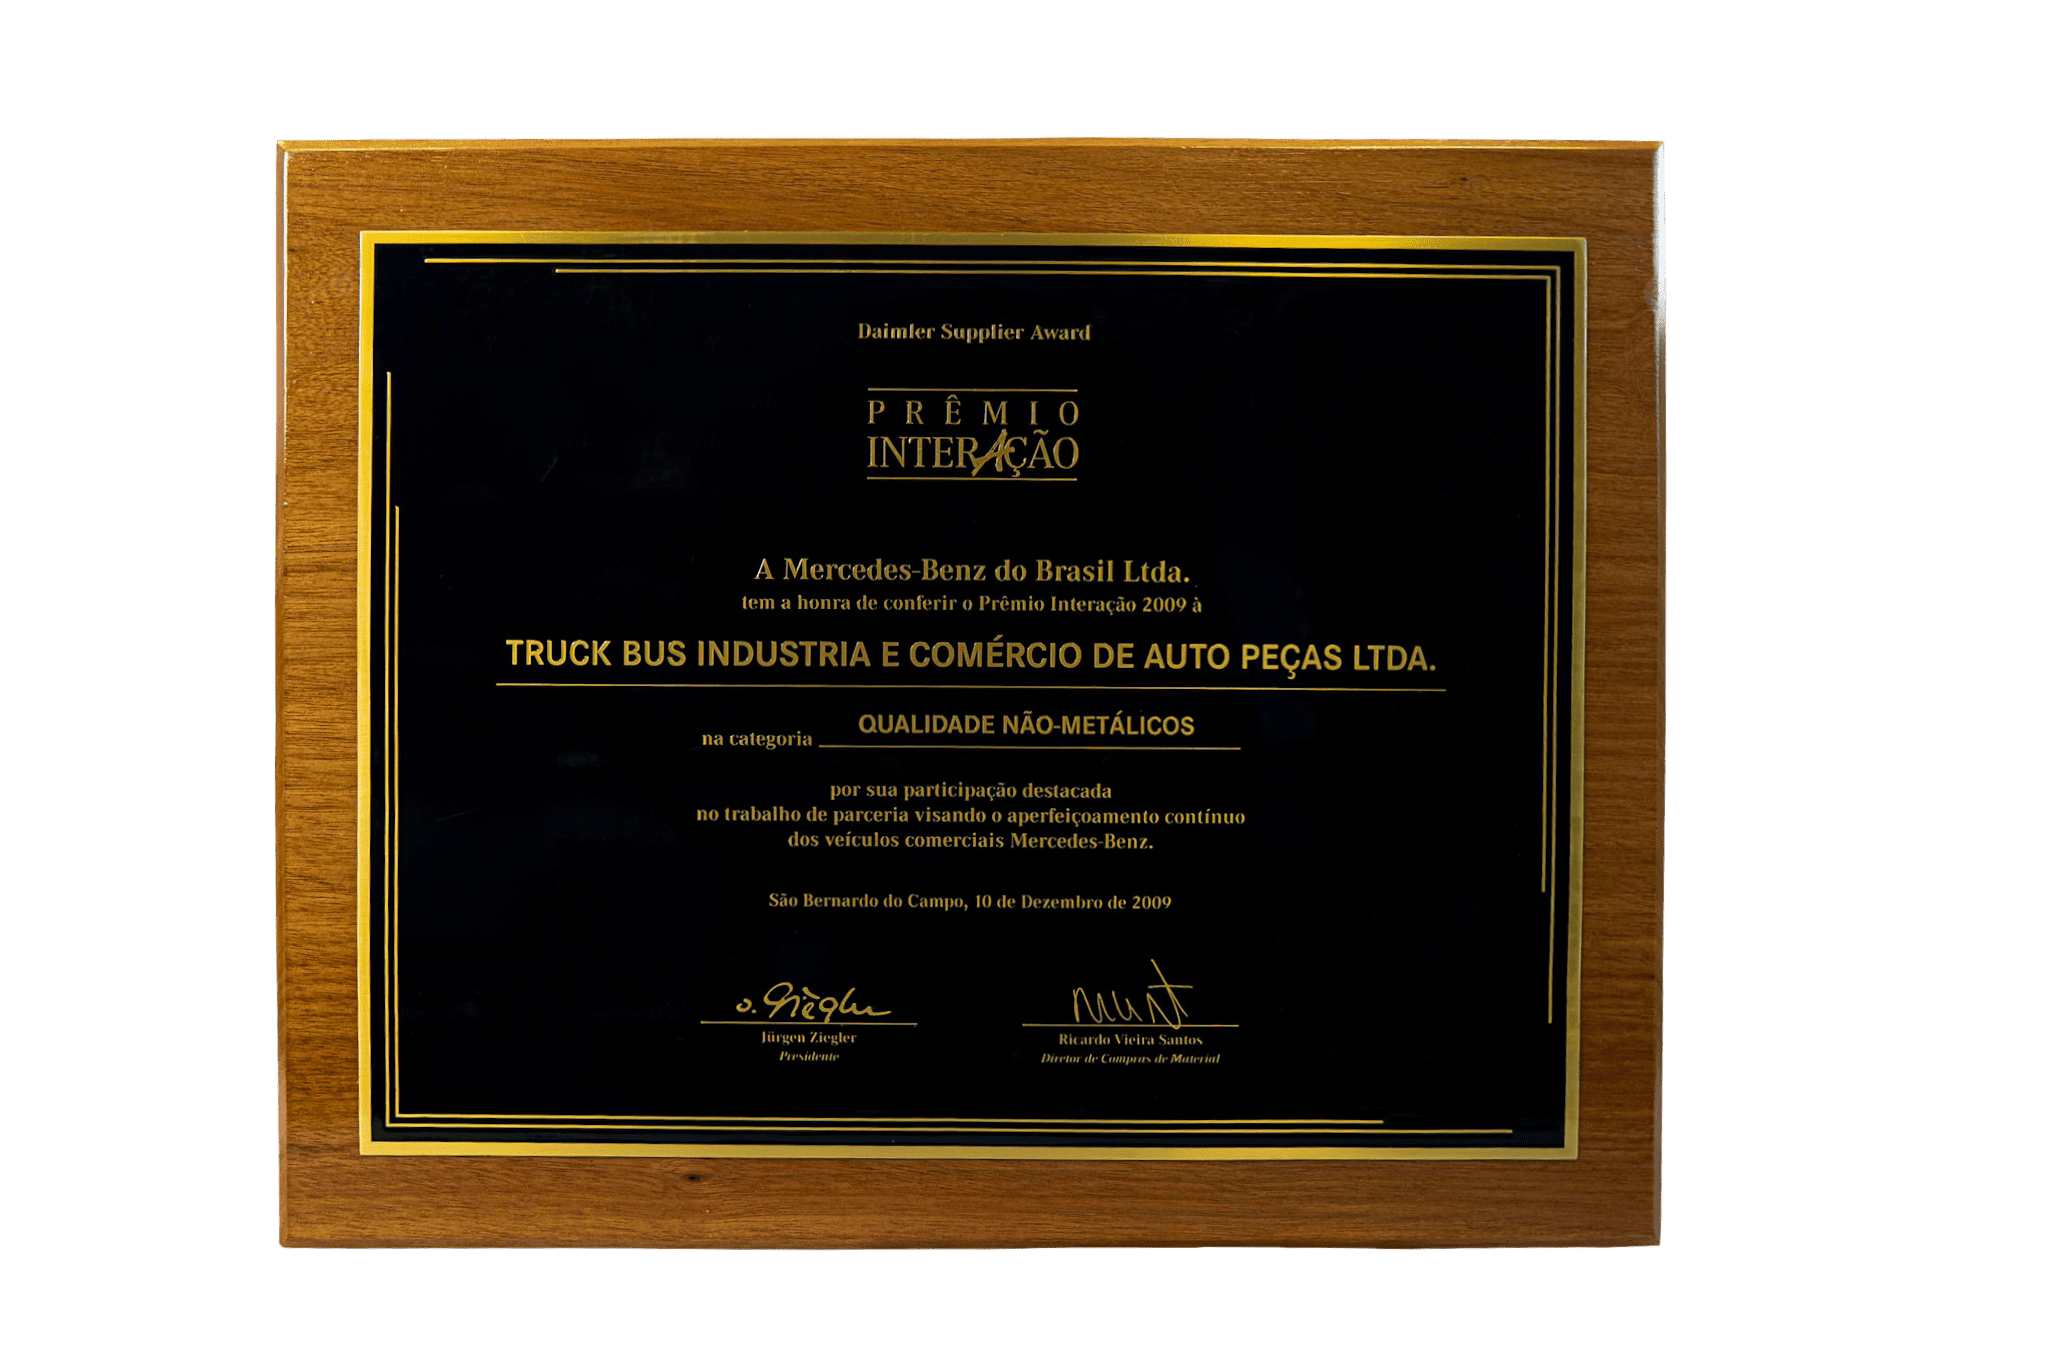 Daimler Supplier Award
PRÊMIO
INTERAÇÃO
A Mercedes-Benz do Brasil Ltda.
tem a honra de conferir o Prêmio Interação 2009 à
TRUCK BUS INDUSTRIA E COMÉRCIO DE AUTO PEÇAS LTDA.
na categoria QUALIDADE NÃO-METÁLICOS
por sua participação destacada
no trabalho de parceria visando o aperfeiçoamento contínuo
dos veículos comerciais Mercedes-Benz.
São Bernardo do Campo, 10 de Dezembro de 2009
Jürgen Ziegler
Presidente
Ricardo Vieira Santos
Diretor de Compras de Material